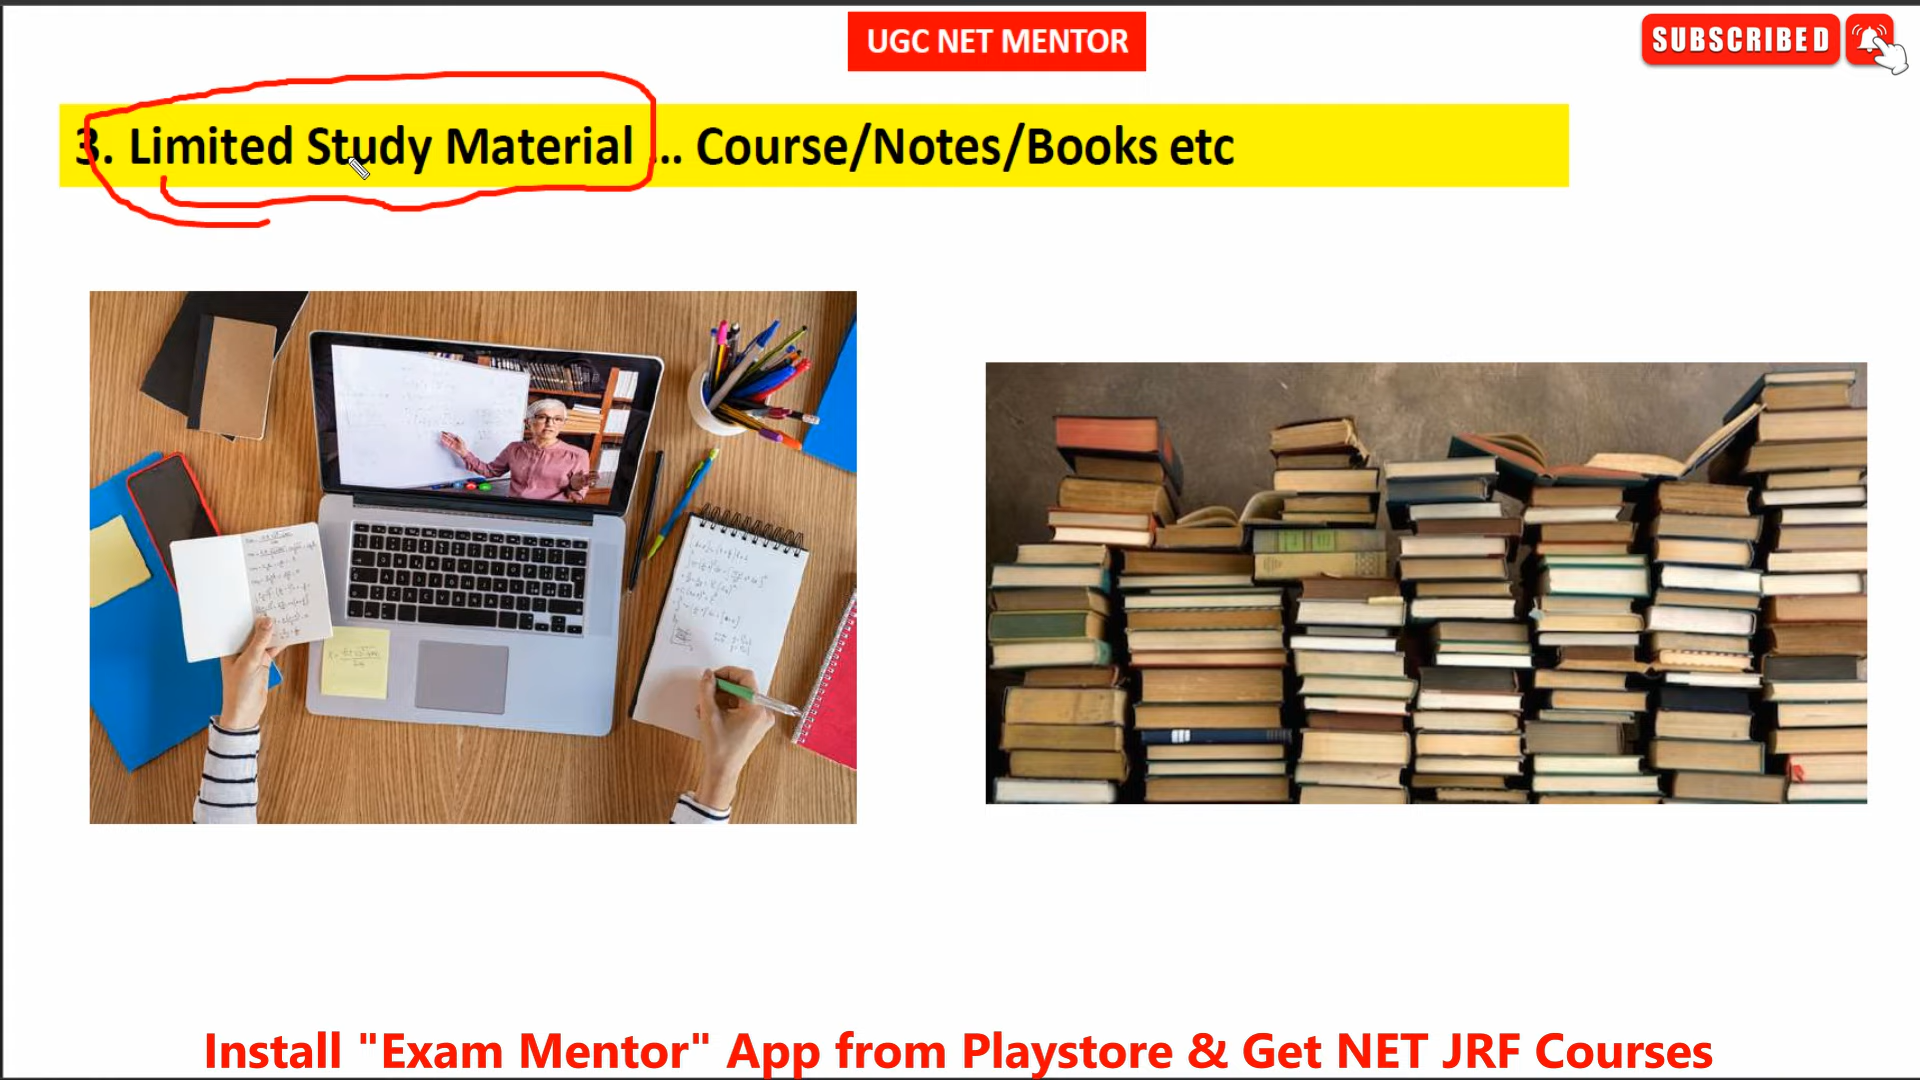 UGC NET MENTOR
SUBSCRIBED
3. Limited Study Material ... Course/Notes/Books etc
Install "Exam Mentor" App from Playstore & Get NET JRF Courses